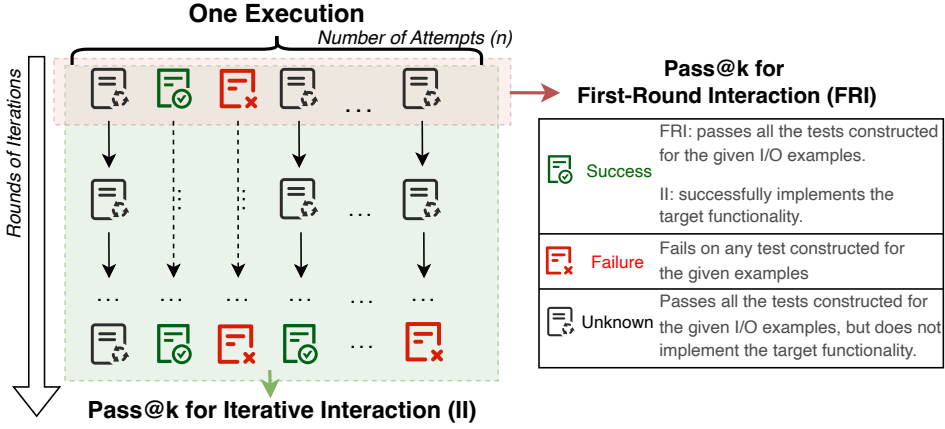 One Execution
Number of Attempts (n)
Rounds of Iterations
...
Pass@k for
First-Round Interaction (FRI)
...
...
...
...
...
...
...
...
...
...
Pass@k for Iterative Interaction (II)
Success
FRI: passes all the tests constructed
for the given I/O examples.
II: successfully implements the
target functionality.
Failure
Fails on any test constructed for
the given examples
Unknown
Passes all the tests constructed for
the given I/O examples, but does not
implement the target functionality.